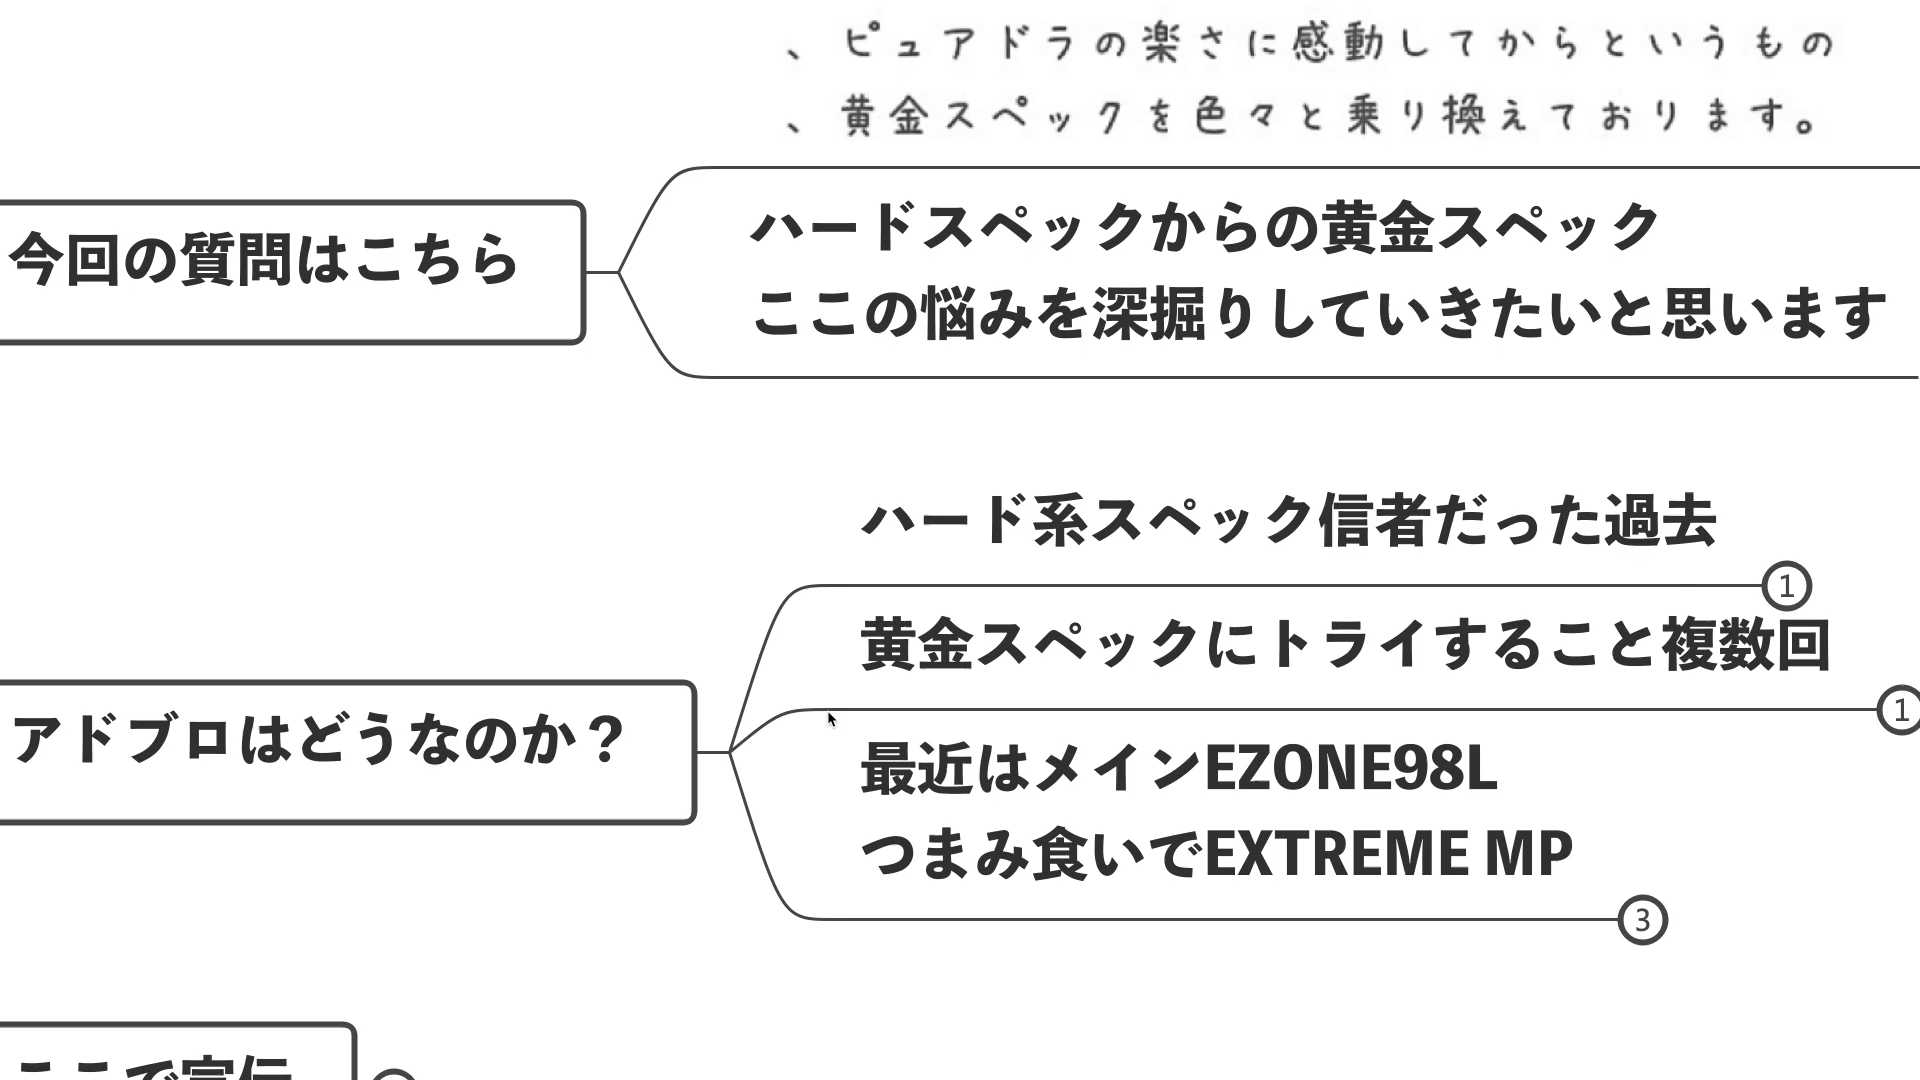 、ピュアドラの楽さに感動してからというもの
、黄金スペックを色々と乗り換えております。
今回の質問はこちら
ハードスペックからの黄金スペック
ここの悩みを深掘りしていきたいと思います
ハード系スペック信者だった過去
1
黄金スペックにトライすること複数回
1
アドブロはどうなのか？
最近はメインEZONE98L
つまみ食いでEXTREME MP
3
ここで宣伝